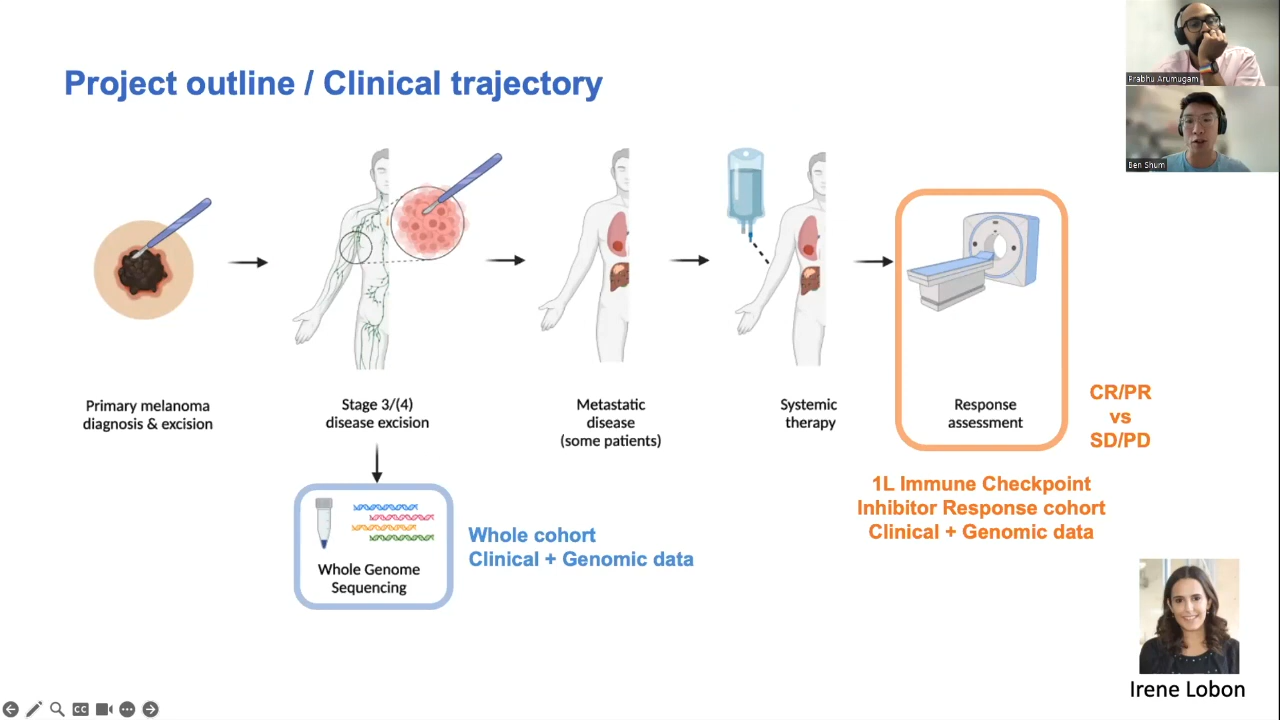 Project outline / Clinical trajectory
Prabhu Arumugam
Ben Shum
Primary melanoma
diagnosis & excision
Stage 3/(4)
disease excision
Metastatic
disease
(some patients)
Systemic
therapy
Response
assessment
CR/PR
vs
SD/PD
1L Immune Checkpoint
Inhibitor Response cohort
Clinical + Genomic data
Whole Genome
Sequencing
Whole cohort
Clinical + Genomic data
Irene Lobon
CC